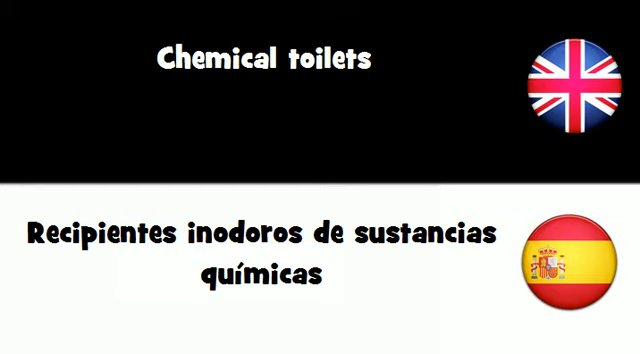 Chemical toilets
Recipientes inodoros de sustancias
químicas